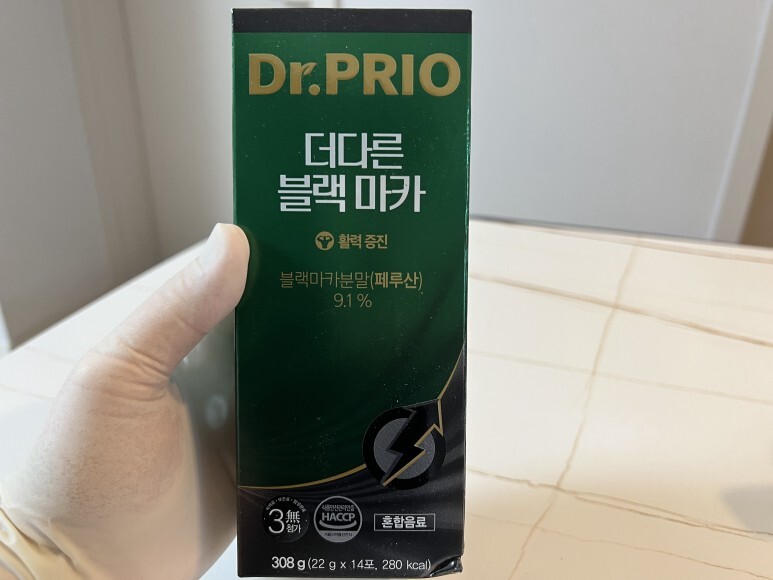 Dr.PRIO
더다른
블랙 마카
활력 증진
블랙마카분말(페루산)
9.1 %
3無
첨가
HACCP
혼합음료
308 g (22 g x 14포, 280 kcal)